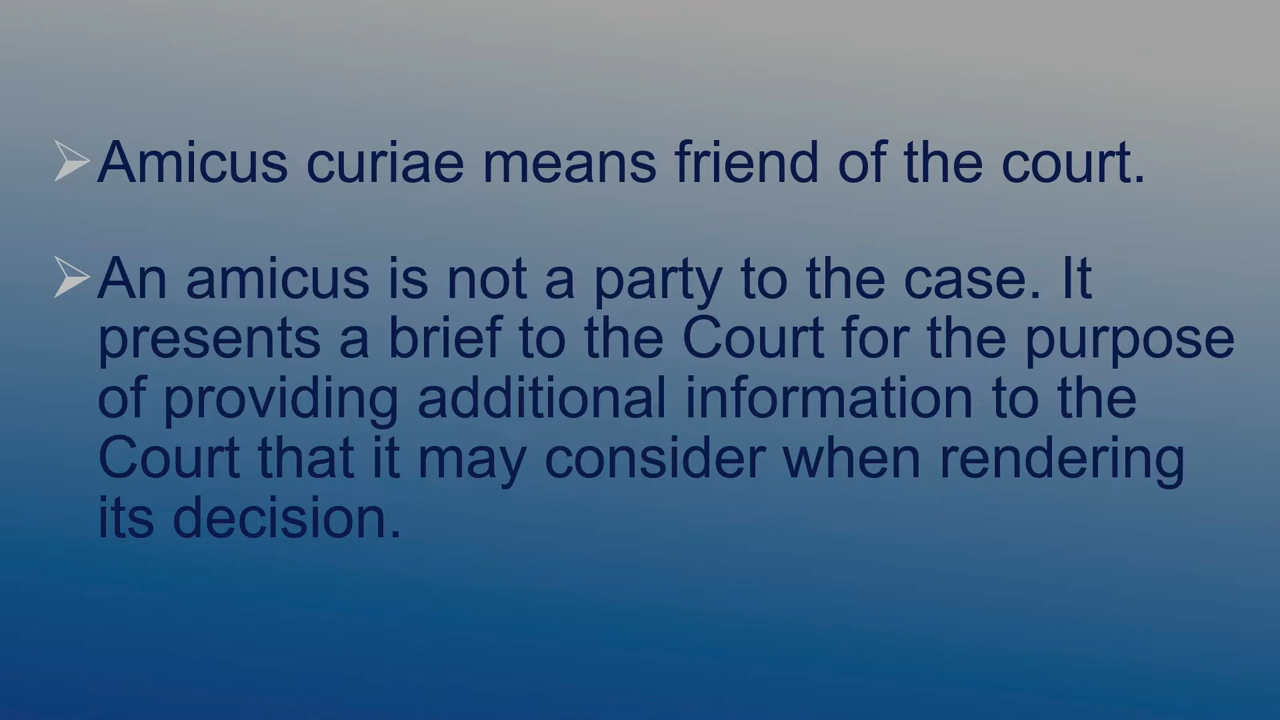 ➢Amicus curiae means friend of the court.
➢An amicus is not a party to the case. It
presents a brief to the Court for the purpose
of providing additional information to the
Court that it may consider when rendering
its decision.